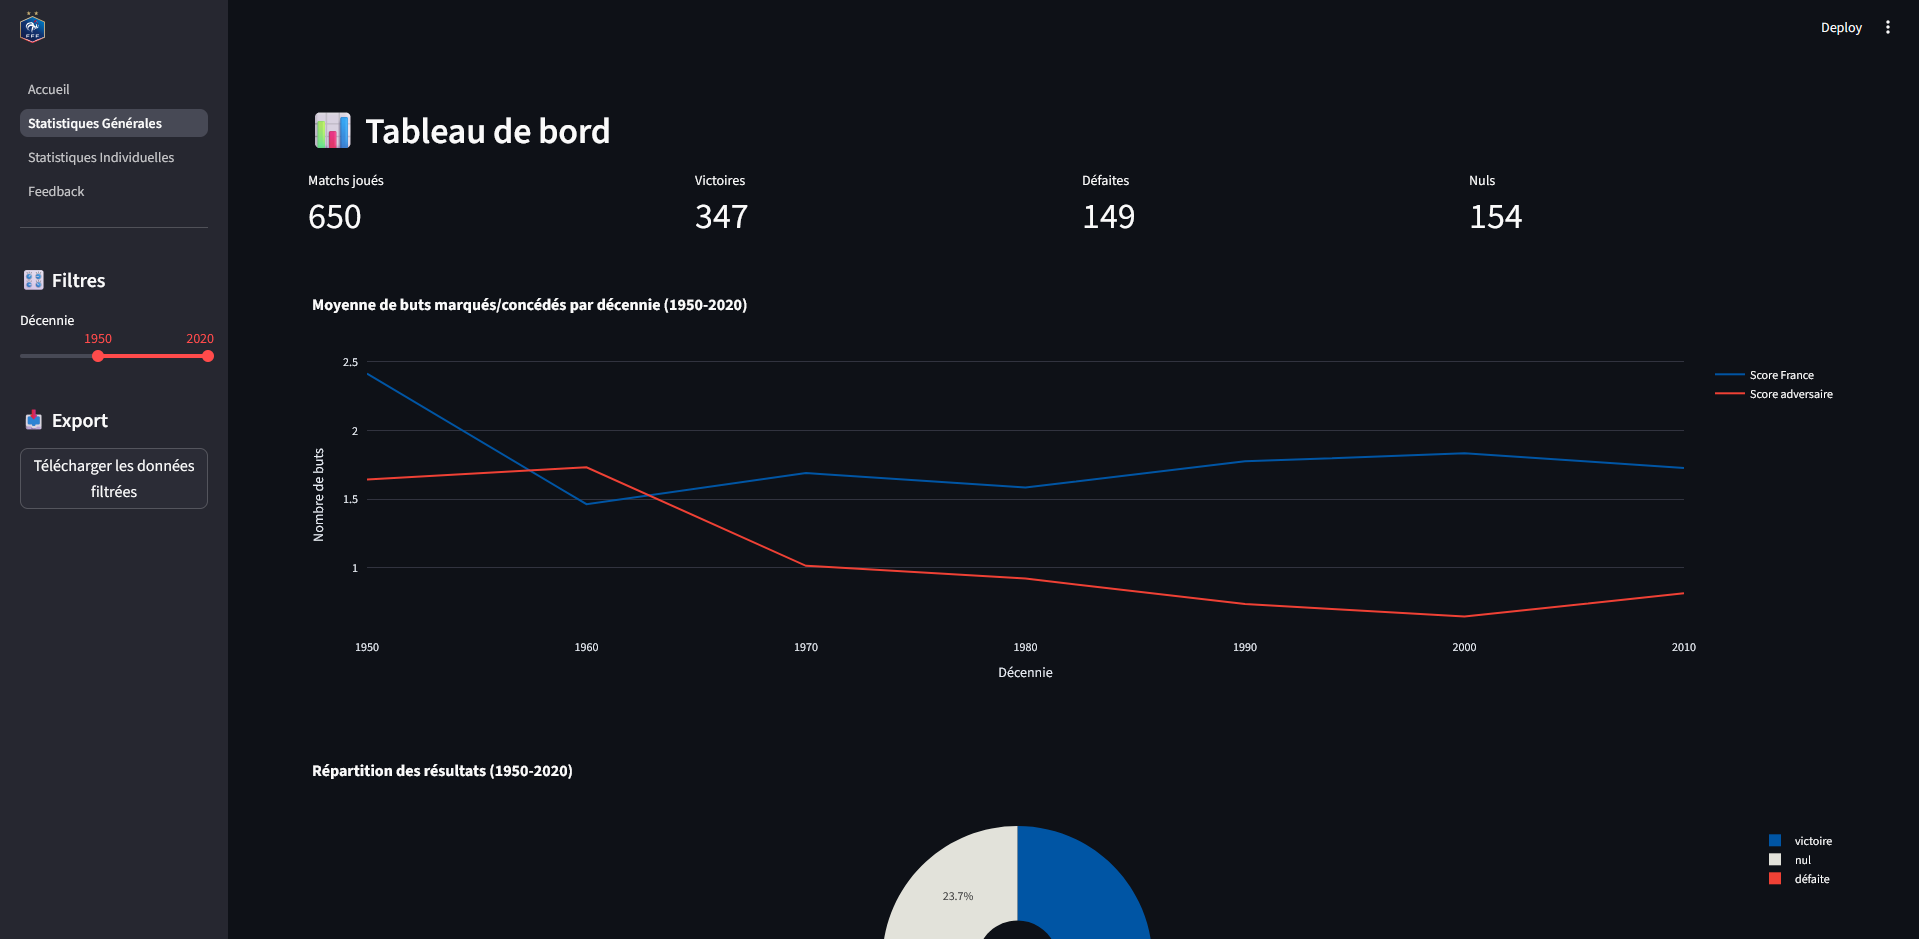 FFF
Deploy
Accueil
Statistiques Générales
Statistiques Individuelles
Feedback
Filtres
Décennie
1950 2020
Export
Télécharger les données
filtrées
Tableau de bord
Matchs joués
650
Victoires
347
Défaites
149
Nuls
154
Moyenne de buts marqués/concédés par décennie (1950-2020)
Nombre de buts
2.5
2
1.5
1
1950 1960 1970 1980 1990 2000 2010
Décennie
Score France
Score adversaire
Répartition des résultats (1950-2020)
23.7%
victoire
nul
défaite